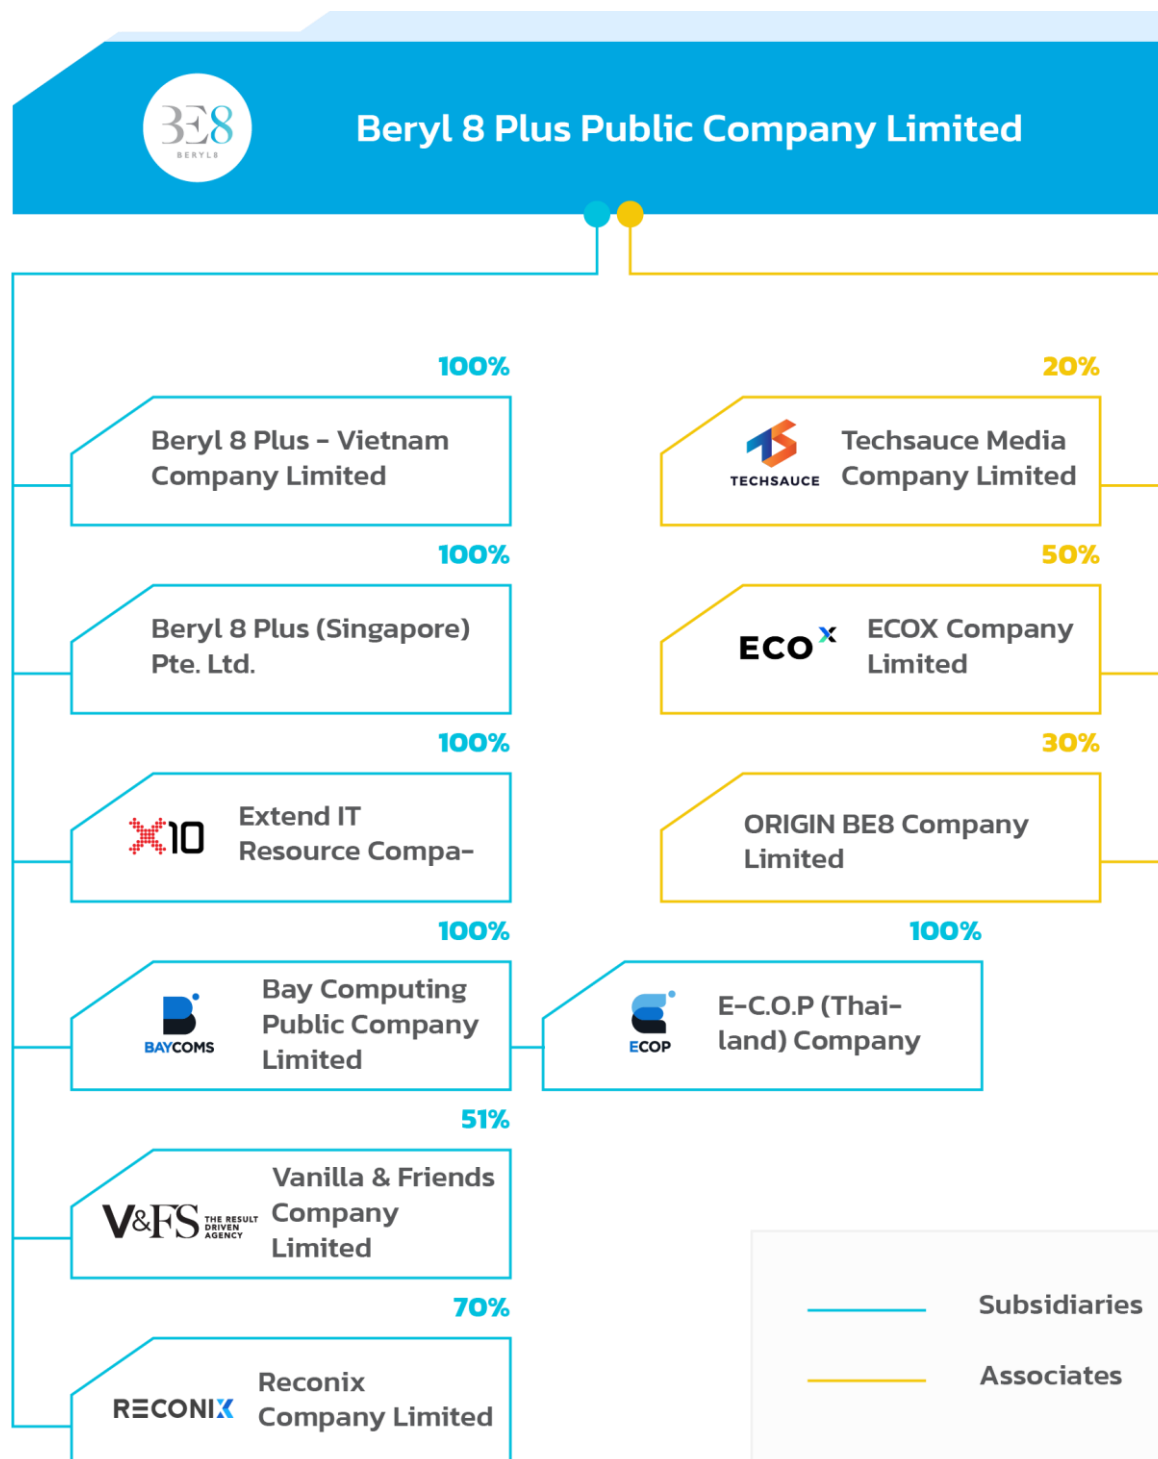 BE8
BERYL8
Beryl 8 Plus Public Company Limited
100%
Beryl 8 Plus - Vietnam
Company Limited
100%
Beryl 8 Plus (Singapore)
Pte. Ltd.
100%
X10
Extend IT
Resource Compa-
100%
BAYCOMS
Bay Computing
Public Company
Limited
100%
ECOP
E-C.O.P (Thai-
land) Company
51%
V&FS
THE RESULT
DRIVEN
AGENCY
Vanilla & Friends
Company
Limited
70%
RECONIX
Reconix
Company Limited
20%
TECHSAUCE
Techsauce Media
Company Limited
50%
ECOX
ECOX Company
Limited
30%
ORIGIN BE8 Company
Limited
Subsidiaries
Associates